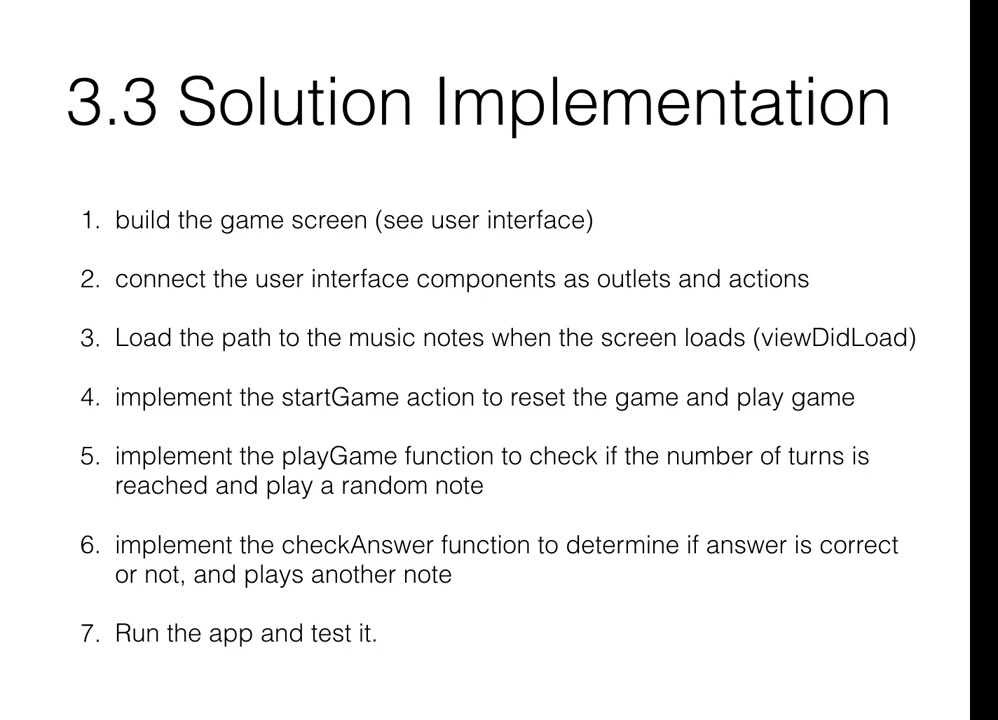 3.3 Solution Implementation
1. build the game screen (see user interface)
2. connect the user interface components as outlets and actions
3. Load the path to the music notes when the screen loads (viewDidLoad)
4. implement the startGame action to reset the game and play game
5. implement the playGame function to check if the number of turns is
reached and play a random note
6. implement the checkAnswer function to determine if answer is correct
or not, and plays another note
7. Run the app and test it.